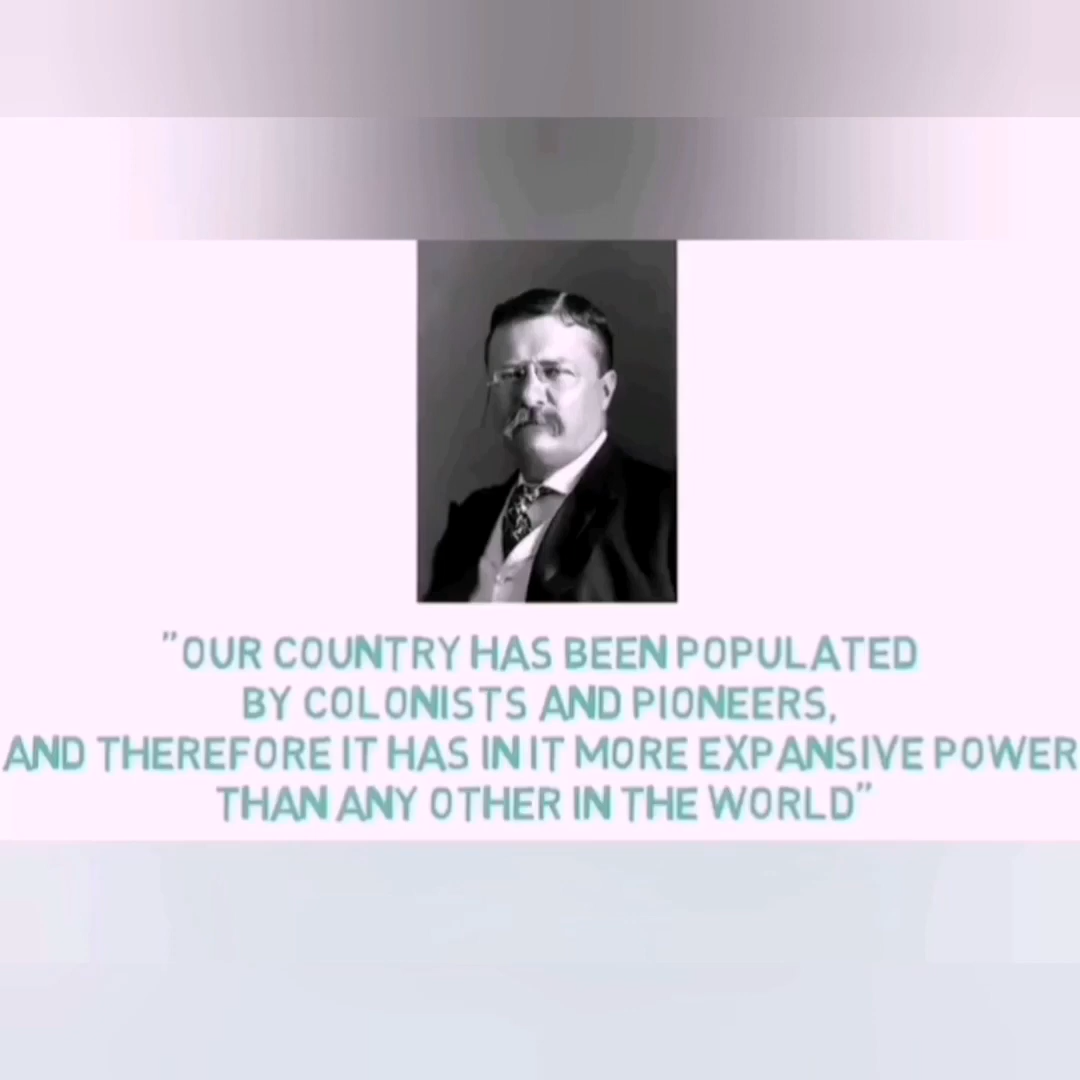 "OUR COUNTRY HAS BEEN POPULATED
BY COLONISTS AND PIONEERS,
AND THEREFORE IT HAS IN IT MORE EXPANSIVE POWER
THAN ANY OTHER IN THE WORLD"